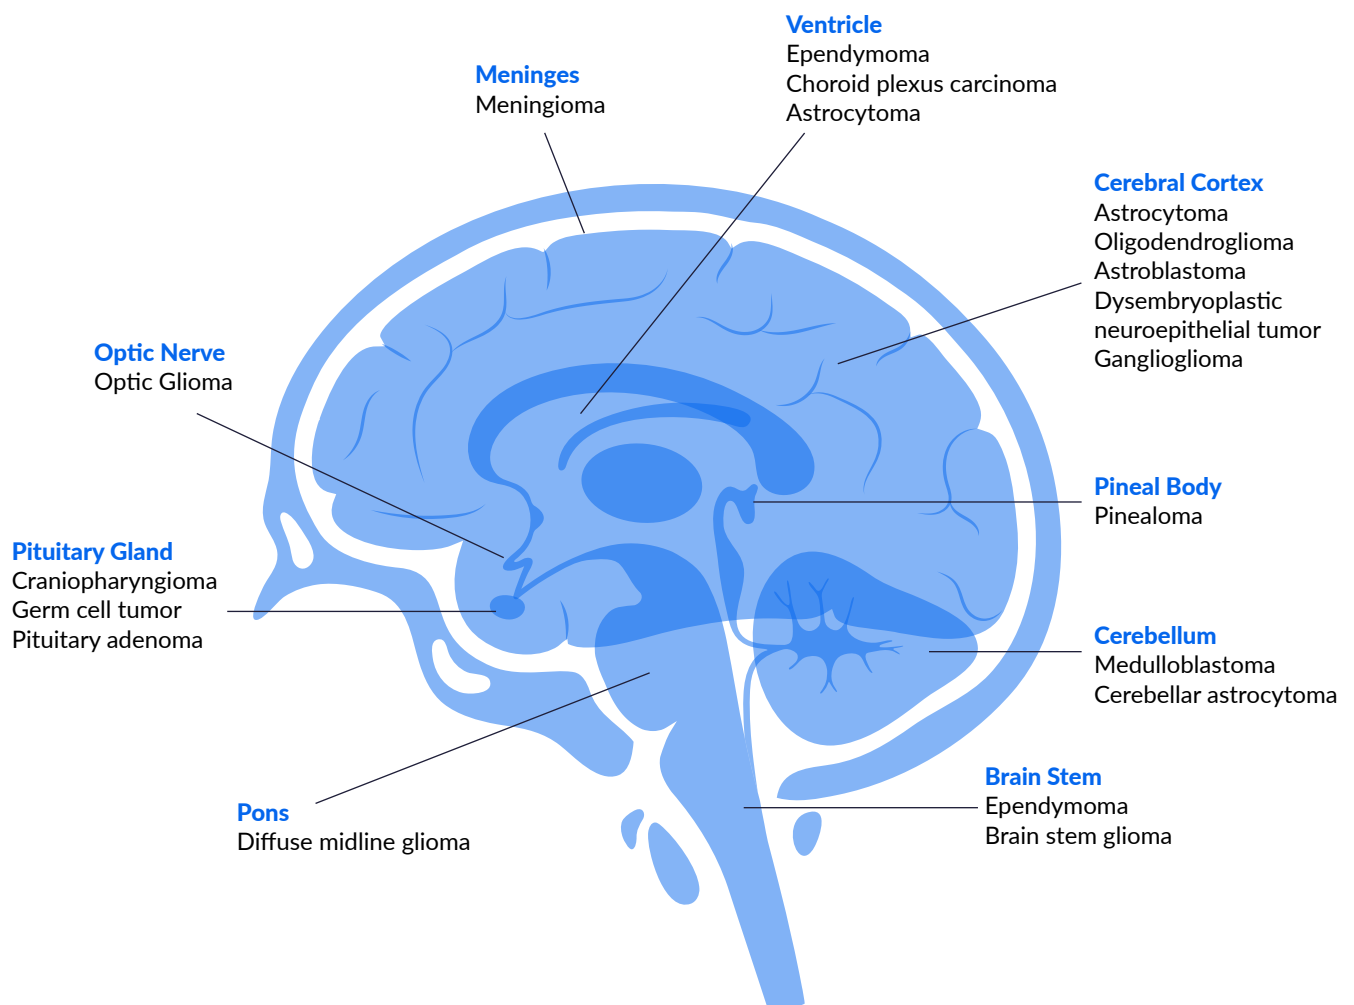 Ventricle
Ependymoma
Choroid plexus carcinoma
Astrocytoma
Meninges
Meningioma
Cerebral Cortex
Astrocytoma
Oligodendroglioma
Astroblastoma
Dysembryoplastic
neuroepithelial tumor
Ganglioglioma
Optic Nerve
Optic Glioma
Pineal Body
Pinealoma
Pituitary Gland
Craniopharyngioma
Germ cell tumor
Pituitary adenoma
Cerebellum
Medulloblastoma
Cerebellar astrocytoma
Brain Stem
Ependymoma
Brain stem glioma
Pons
Diffuse midline glioma